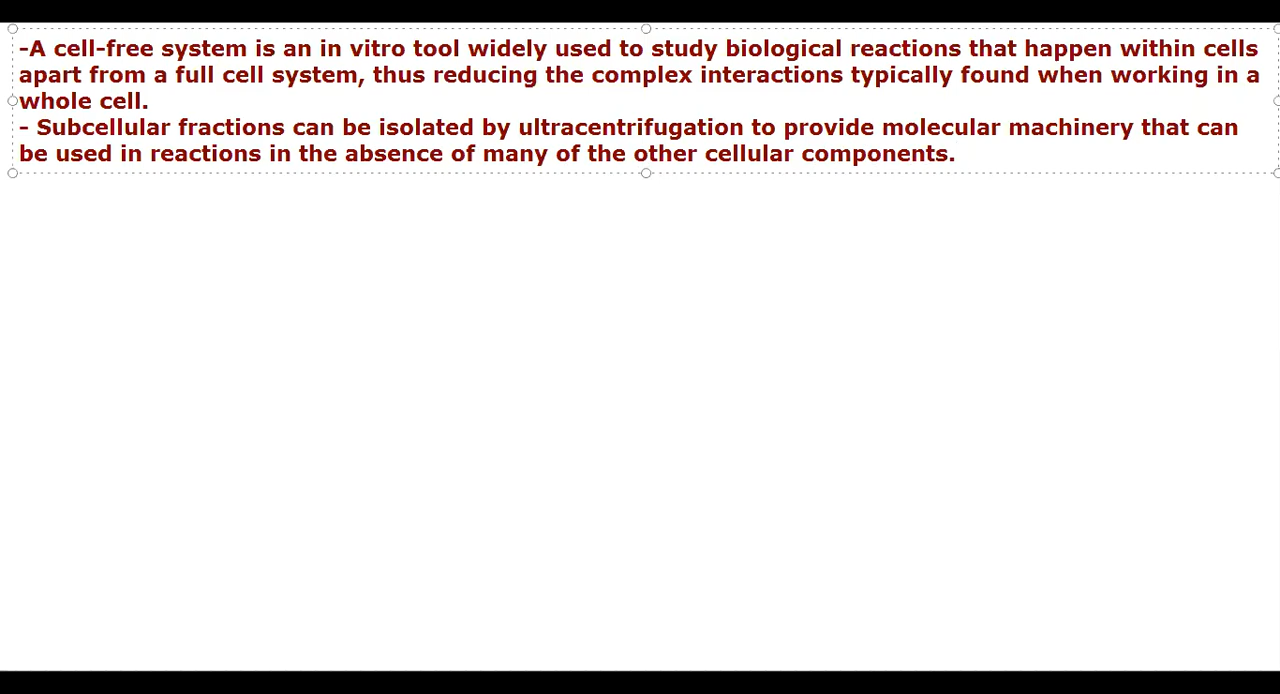 -A cell-free system is an in vitro tool widely used to study biological reactions that happen within cells
apart from a full cell system, thus reducing the complex interactions typically found when working in a
whole cell.
- Subcellular fractions can be isolated by ultracentrifugation to provide molecular machinery that can
be used in reactions in the absence of many of the other cellular components.